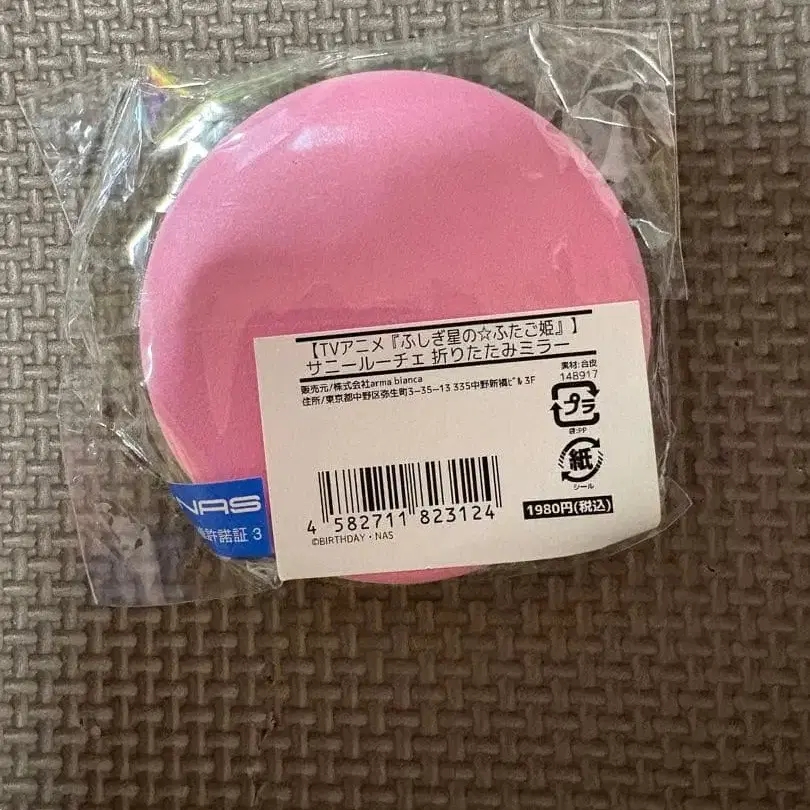 【TVアニメ『ふしぎ星の☆ふたご姫』】
サニールーチェ 折りたたみミラー
販売元/株式会社arma bianca
住所/東京都中野区弥生町3-35-13 335中野新橋ビル3F
素材:合皮
148917
プラ
袋:PP
紙
シール
4 582711 823124
1980円(税込)
©BIRTHDAY・NAS
NAS
許諾証 3